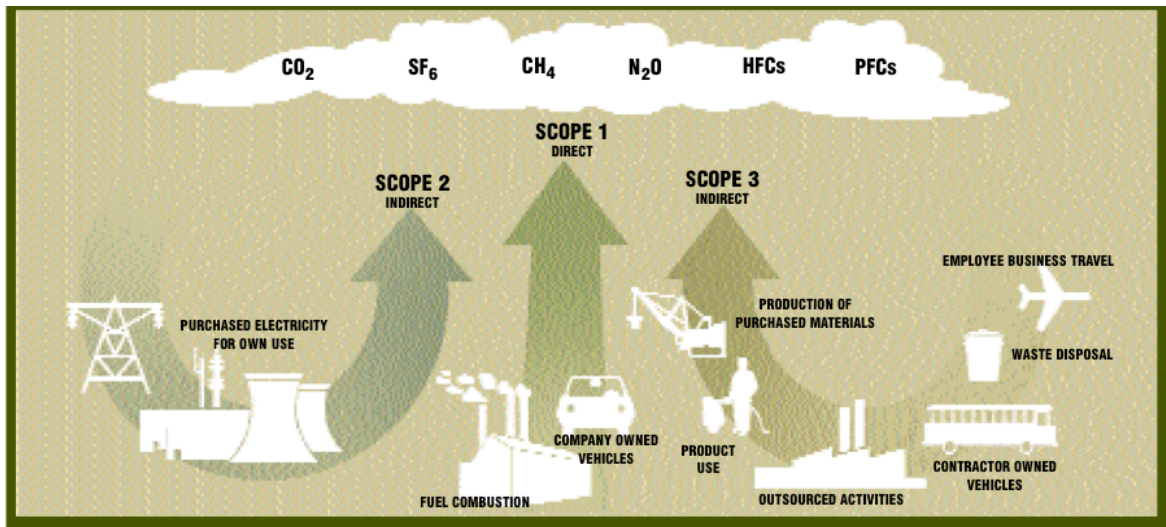 CO₂ SF₆ CH₄ N₂O HFCs PFCs
SCOPE 1
DIRECT
SCOPE 2
INDIRECT
SCOPE 3
INDIRECT
EMPLOYEE BUSINESS TRAVEL
PURCHASED ELECTRICITY
FOR OWN USE
PRODUCTION OF
PURCHASED MATERIALS
WASTE DISPOSAL
COMPANY OWNED
VEHICLES
PRODUCT
USE
CONTRACTOR OWNED
VEHICLES
FUEL COMBUSTION
OUTSOURCED ACTIVITIES